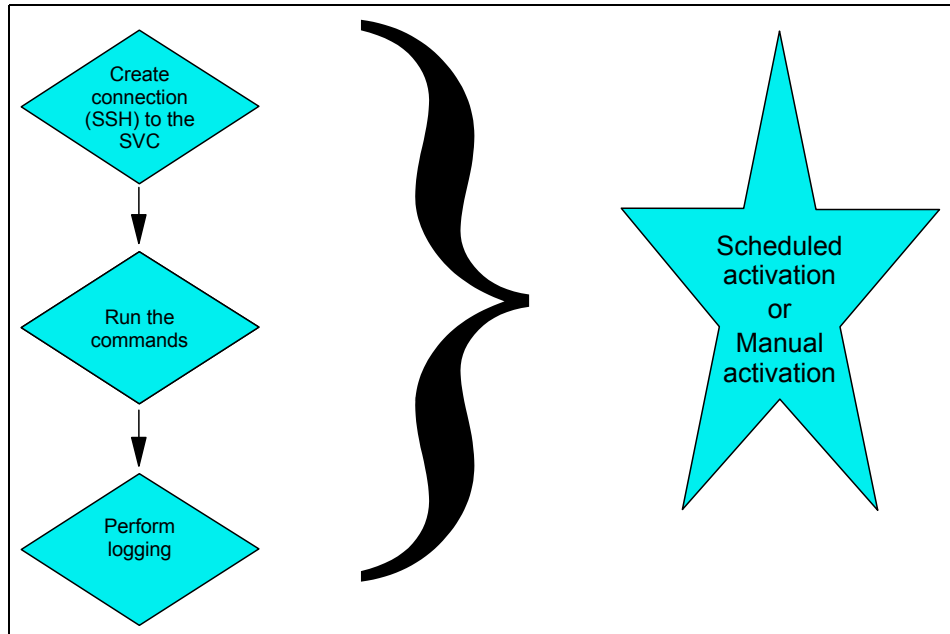 Create
connection
(SSH) to the
SVC
Run the
commands
Perform
logging
Scheduled
activation
or
Manual
activation